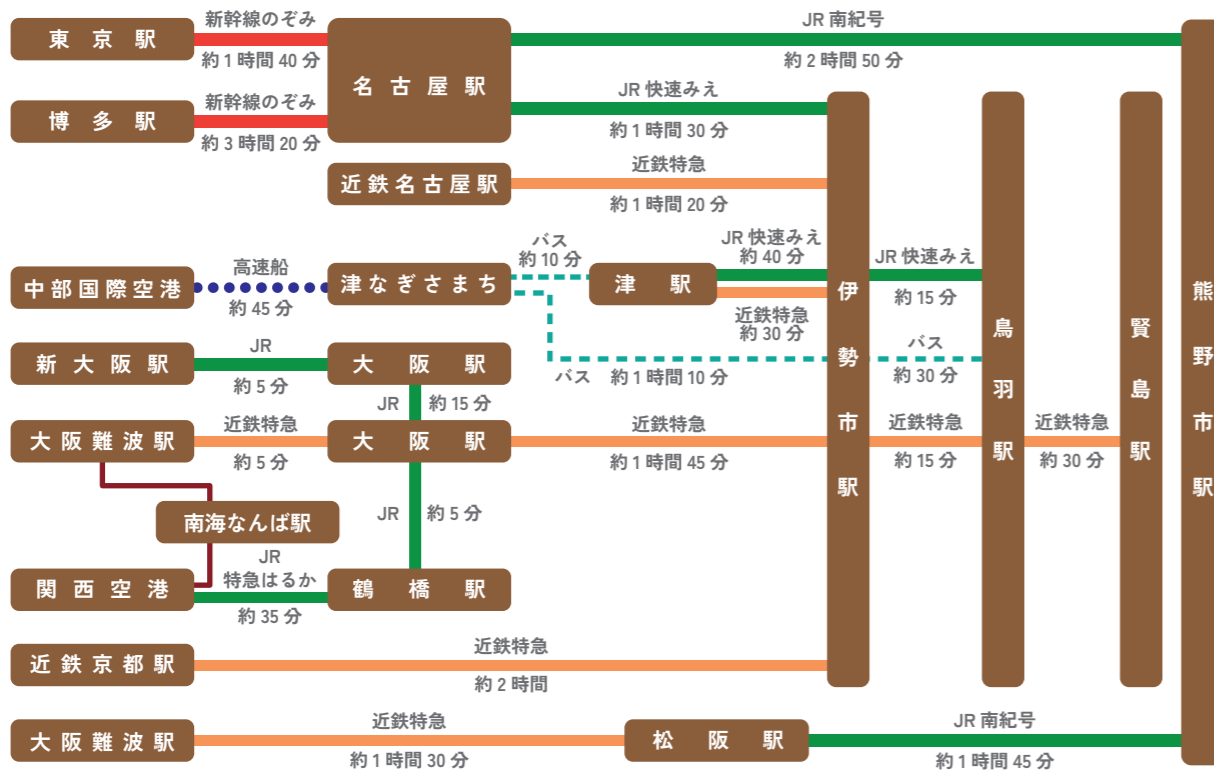 東京駅
新幹線のぞみ
約1時間40分
名古屋駅
JR南紀号
約2時間50分
博多駅
新幹線のぞみ
約3時間20分
JR快速みえ
約1時間30分
近鉄名古屋駅
近鉄特急
約1時間20分
中部国際空港
高速船
約45分
津なぎさまち
バス
約10分
津駅
JR快速みえ
約40分
近鉄特急
約30分
バス 約1時間10分
伊勢市駅
JR快速みえ
約15分
バス
約30分
鳥羽駅
賢島駅
熊野市駅
新大阪駅
JR
約5分
大阪駅
JR 約15分
大阪難波駅
近鉄特急
約5分
大阪駅
近鉄特急
約1時間45分
近鉄特急
約15分
近鉄特急
約30分
南海なんば駅
JR 約5分
関西空港
JR
特急はるか
約35分
鶴橋駅
近鉄京都駅
近鉄特急
約2時間
大阪難波駅
近鉄特急
約1時間30分
松阪駅
JR南紀号
約1時間45分